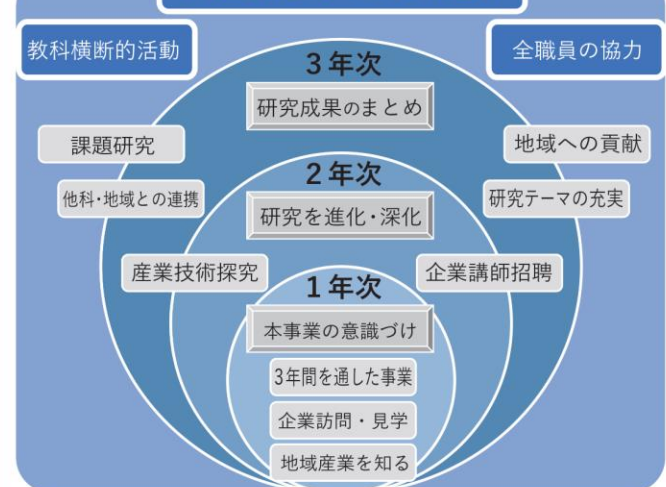 教科横断的活動
全職員の協力
3年次
研究成果のまとめ
課題研究
地域への貢献
他科・地域との連携
研究テーマの充実
2年次
研究を進化・深化
産業技術探究
企業講師招聘
1年次
本事業の意識づけ
3年間を通した事業
企業訪問・見学
地域産業を知る